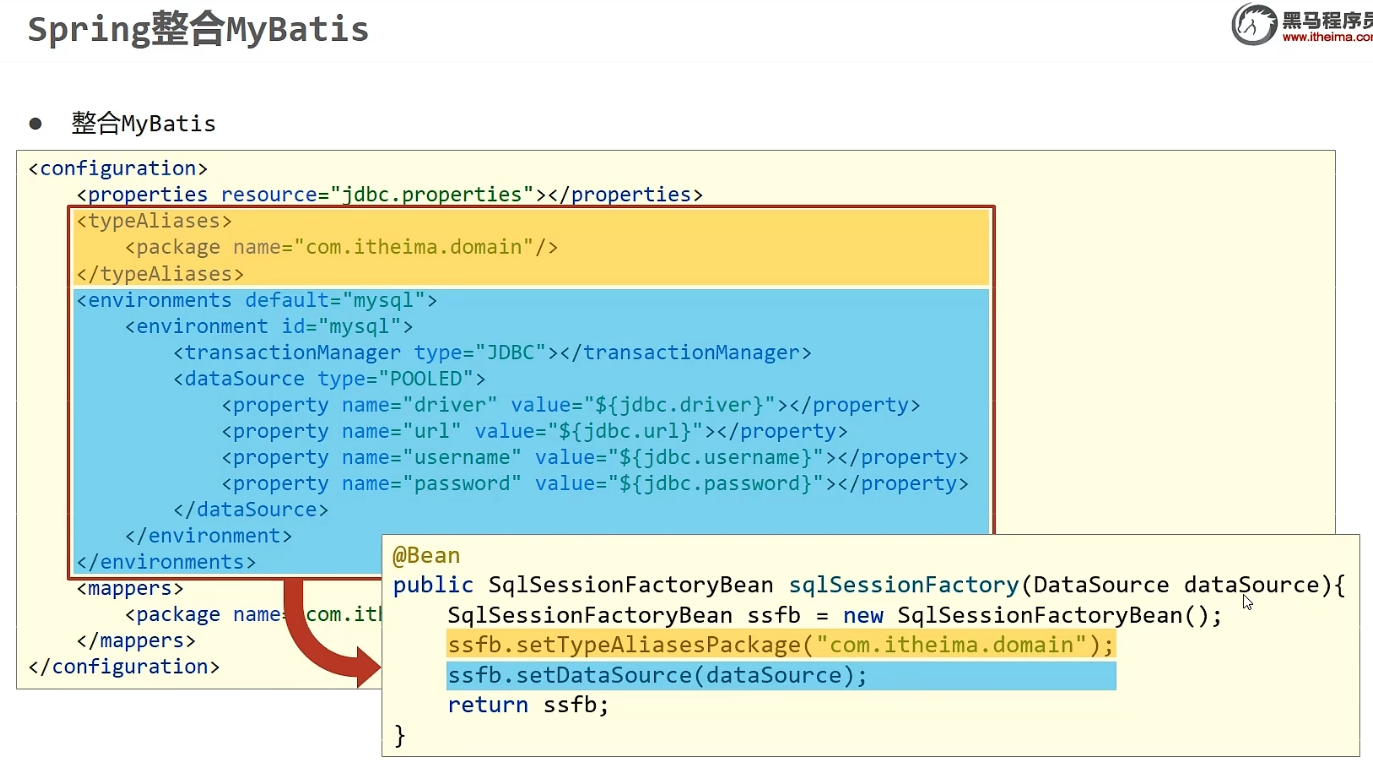 Spring整合MyBatis
黑马程序员
www.itheima.com
● 整合MyBatis
<configuration>
<properties resource="jdbc.properties"></properties>
<typeAliases>
<package name="com.itheima.domain"/>
</typeAliases>
<environments default="mysql">
<environment id="mysql">
<transactionManager type="JDBC"></transactionManager>
<dataSource type="POOLED">
<property name="driver" value="${jdbc.driver}"></property>
<property name="url" value="${jdbc.url}"></property>
<property name="username" value="${jdbc.username}"></property>
<property name="password" value="${jdbc.password}"></property>
</dataSource>
</environment>
</environments>
<mappers>
<package name= com.ith
</mappers>
</configuration>
@Bean
public SqlSessionFactoryBean sqlSessionFactory(DataSource dataSource){
SqlSessionFactoryBean ssfb = new SqlSessionFactoryBean();
ssfb.setTypeAliasesPackage("com.itheima.domain");
ssfb.setDataSource(dataSource);
return ssfb;
}